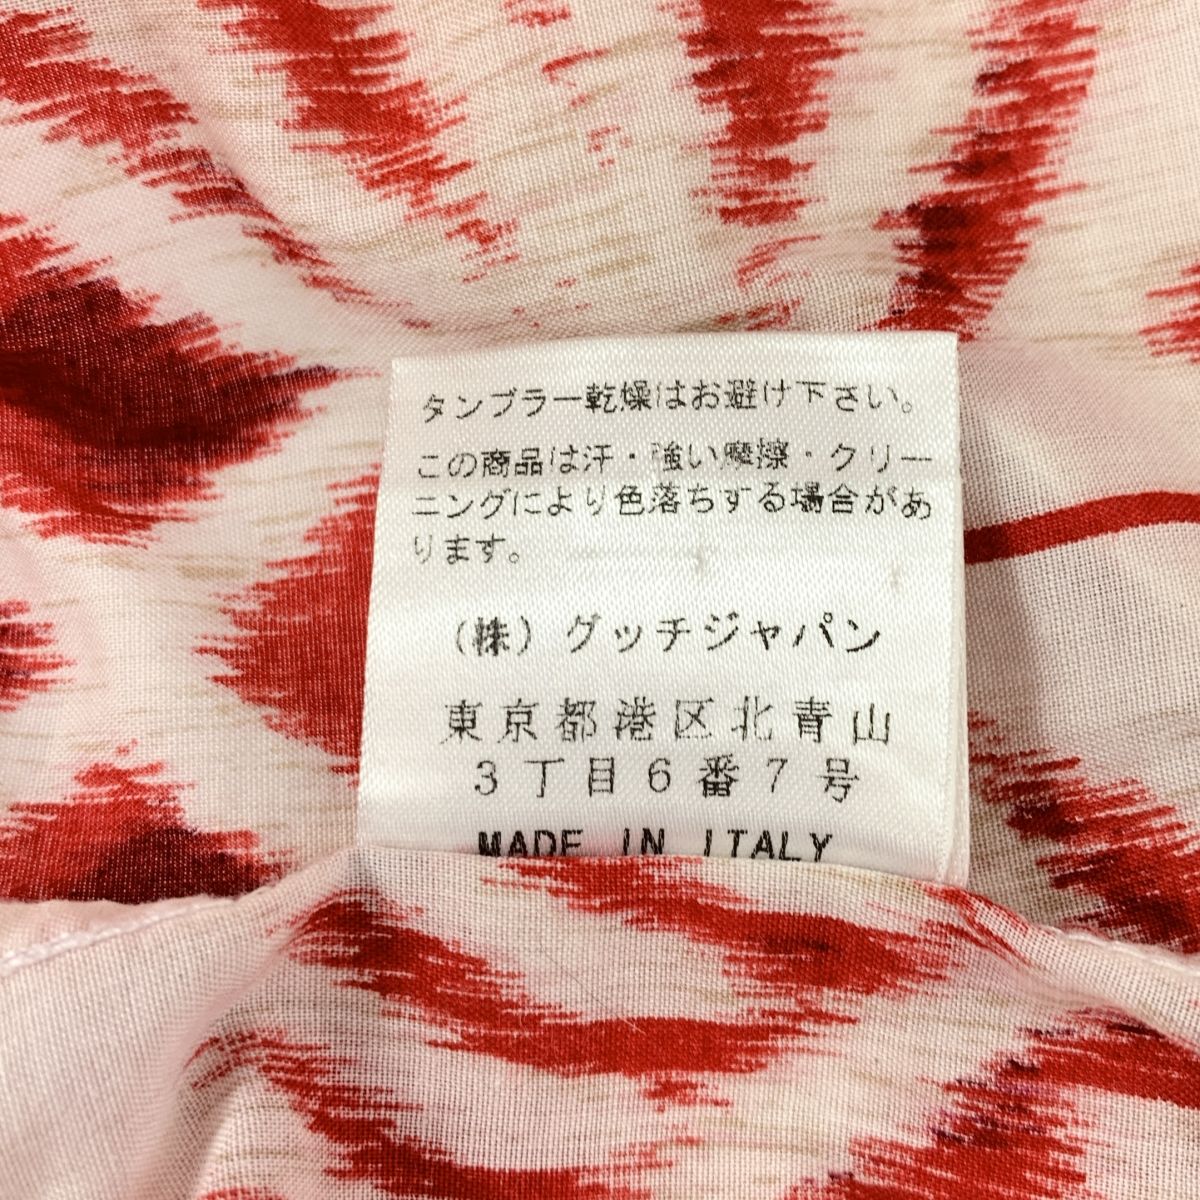 タンブラー乾燥はお避け下さい。
この商品は汗・強い摩擦・クリー
ニングにより色落ちする場合があ
ります。
(株)グッチジャパン
東京都港区北青山
3丁目6番7号
MADE IN ITALY